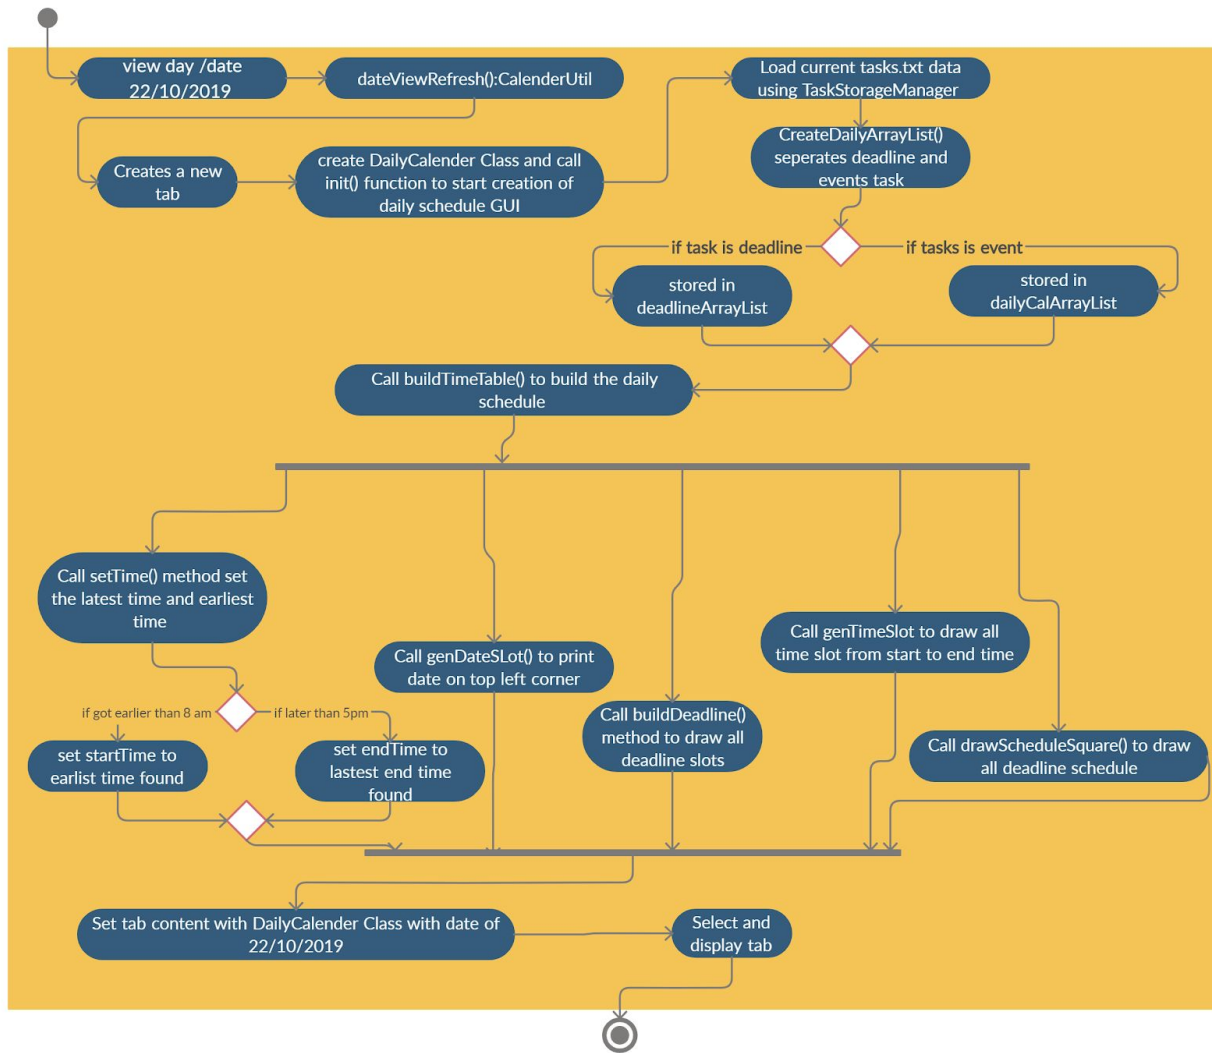 view day /date
22/10/2019
dateViewRefresh():CalenderUtil
Load current tasks.txt data
using TaskStorageManager
CreateDailyArrayList()
seperates deadline and
events task
Creates a new
tab
create DailyCalender Class and call
init() function to start creation of
daily schedule GUI
if task is deadline
if tasks is event
stored in
deadlineArrayList
stored in
dailyCalArrayList
Call buildTimeTable() to build the daily
schedule
Call setTime() method set
the latest time and earliest
time
Call genDateSLot() to print
date on top left corner
Call buildDeadline()
method to draw all
deadline slots
Call genTimeSlot to draw all
time slot from start to end time
Call drawScheduleSquare() to draw
all deadline schedule
if got earlier than 8 am
if later than 5pm
set startTime to
earlist time found
set endTime to
lastest end time
found
Set tab content with DailyCalender Class with date of
22/10/2019
Select and
display tab